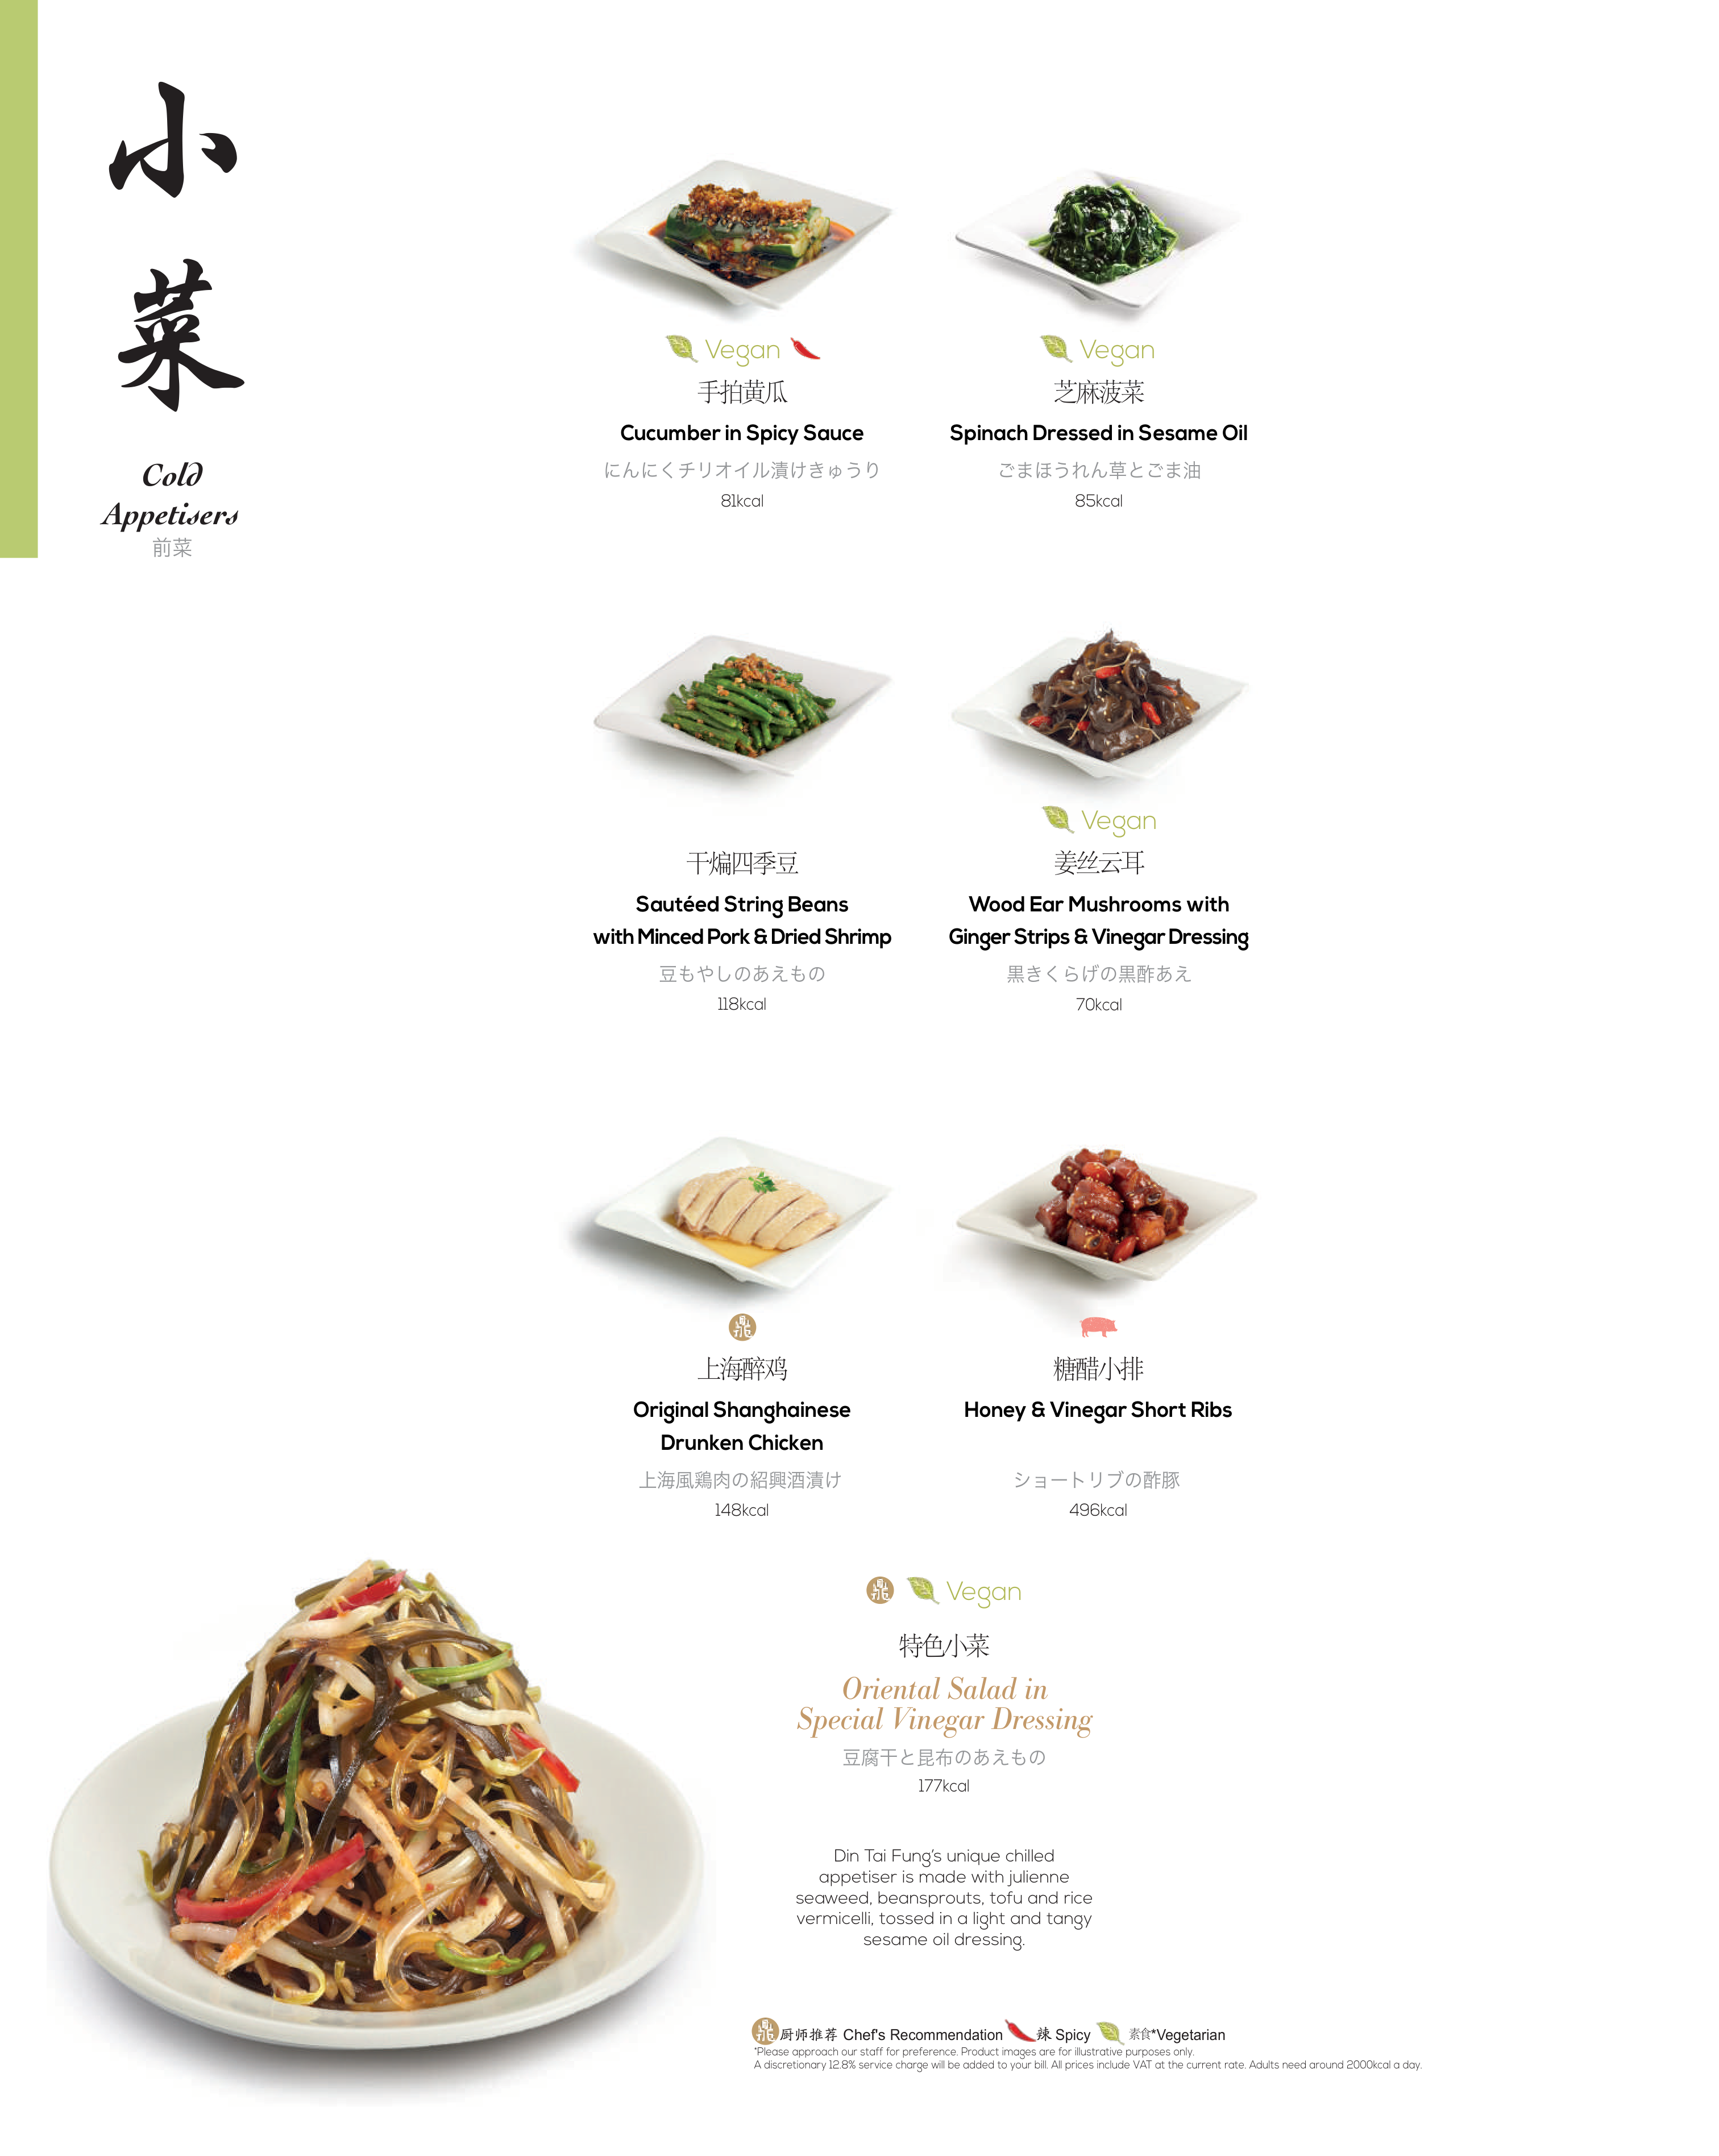 小
菜
Cold
Appetisers
前菜
Vegan
手拍黄瓜
Cucumber in Spicy Sauce
にんにくチリオイル漬けきゅうり
81kcal
Vegan
芝麻菠菜
Spinach Dressed in Sesame Oil
ごまほうれん草とごま油
85kcal
干煸四季豆
Sautéed String Beans
with Minced Pork & Dried Shrimp
豆もやしのあえもの
118kcal
Vegan
姜丝云耳
Wood Ear Mushrooms with
Ginger Strips & Vinegar Dressing
黒きくらげの黒酢あえ
70kcal
鼎
上海醉鸡
Original Shanghainese
Drunken Chicken
上海風鶏肉の紹興酒漬け
148kcal
糖醋小排
Honey & Vinegar Short Ribs
ショートリブの酢豚
496kcal
鼎 Vegan
特色小菜
Oriental Salad in
Special Vinegar Dressing
豆腐干と昆布のあえもの
177kcal
Din Tai Fung's unique chilled
appetiser is made with julienne
seaweed, beansprouts, tofu and rice
vermicelli, tossed in a light and tangy
sesame oil dressing.
鼎 厨师推荐 Chef's Recommendation 辣 Spicy 素食*Vegetarian
*Please approach our staff for preference. Product images are for illustrative purposes only.
A discretionary 12.8% service charge will be added to your bill. All prices include VAT at the current rate. Adults need around 2000kcal a day.